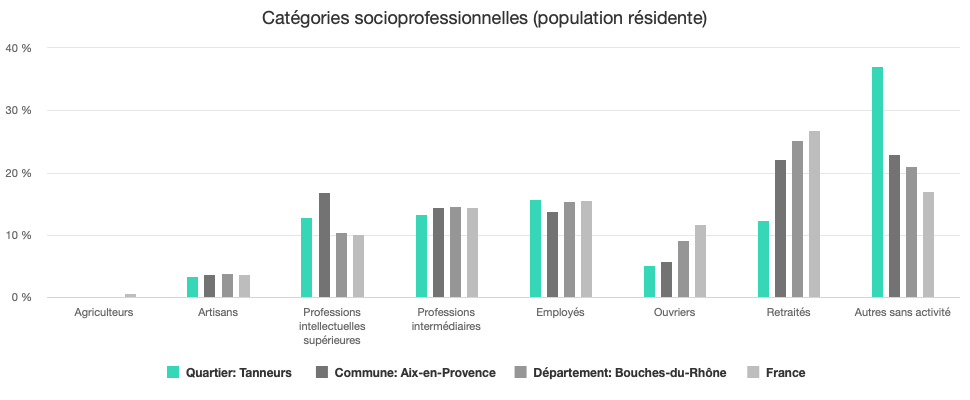 Catégories socioprofessionnelles (population résidente)
40 %
30 %
20 %
10 %
0 %
Agriculteurs
Artisans
Professions
intellectuelles
supérieures
Professions
intermédiaires
Employés
Ouvriers
Retraités
Autres sans activité
Quartier: Tanneurs
Commune: Aix-en-Provence
Département: Bouches-du-Rhône
France